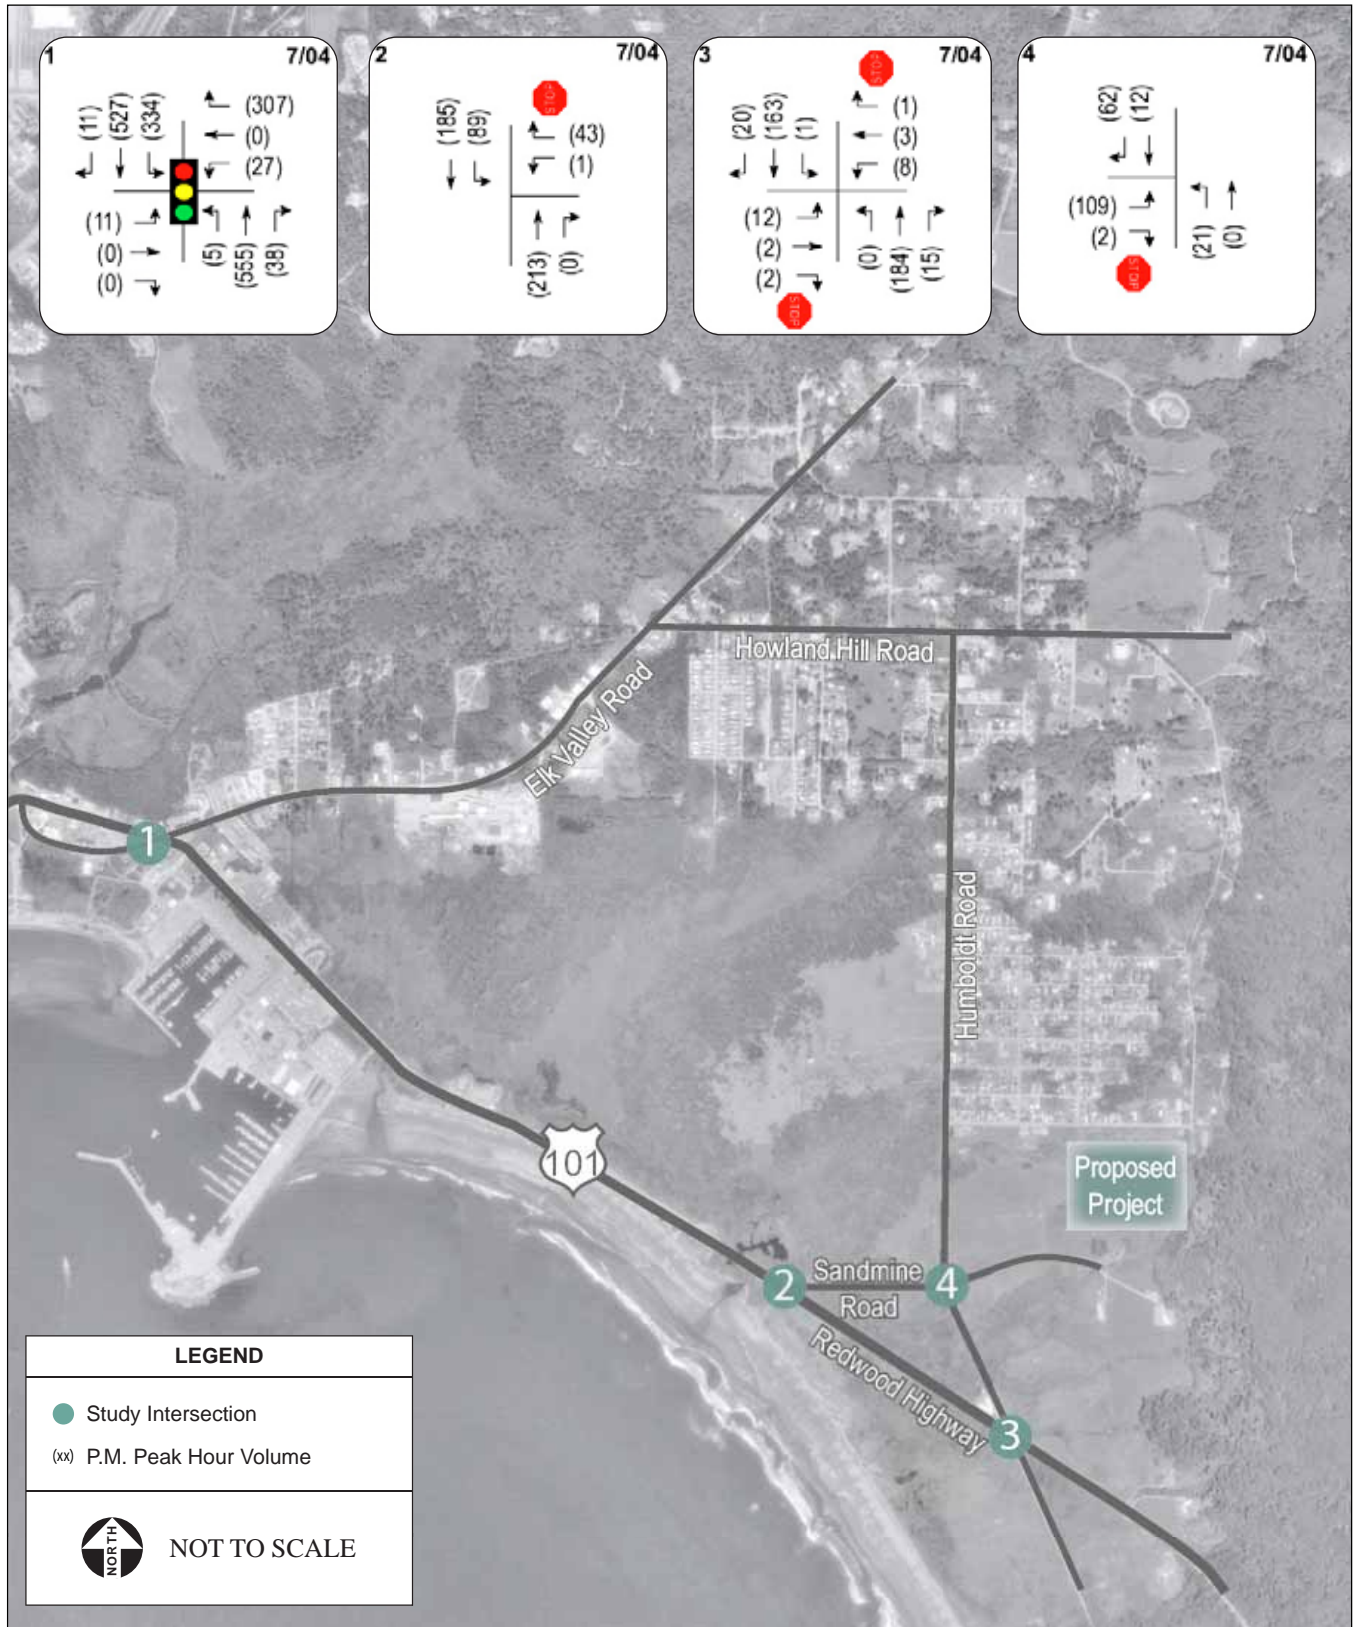 1 7/04
(11) (527) (334)
(307)
(0)
(27)
(11)
(0)
(0)
(5) (555) (38)
2 7/04
(185) (89)
STOP
(43)
(1)
(213) (0)
3 7/04
STOP
(20) (163) (1)
(1)
(3)
(8)
(12)
(2)
(2)
(0) (184) (15)
STOP
4 7/04
(62) (12)
(109)
(2)
(21) (0)
STOP
Howland Hill Road
Elk Valley Road
1
Humboldt Road
101
Proposed
Project
2
Sandmine
Road
4
Redwood Highway
3
LEGEND
Study Intersection
(xx) P.M. Peak Hour Volume
NORTH
NOT TO SCALE